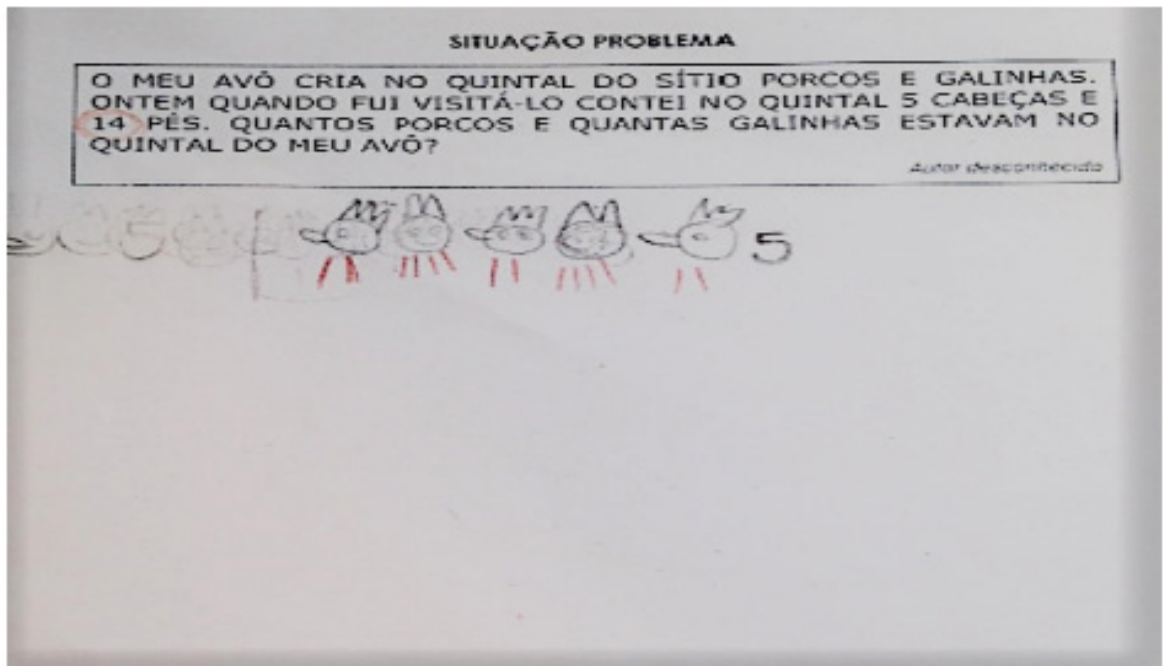 SITUAÇÃO PROBLEMA
O MEU AVÔ CRIA NO QUINTAL DO SÍTIO PORCOS E GALINHAS.
ONTEM QUANDO FUI VISITÁ-LO CONTEI NO QUINTAL 5 CABEÇAS E
14 PÉS. QUANTOS PORCOS E QUANTAS GALINHAS ESTAVAM NO
QUINTAL DO MEU AVÔ?
Autor desconhecido
5 5